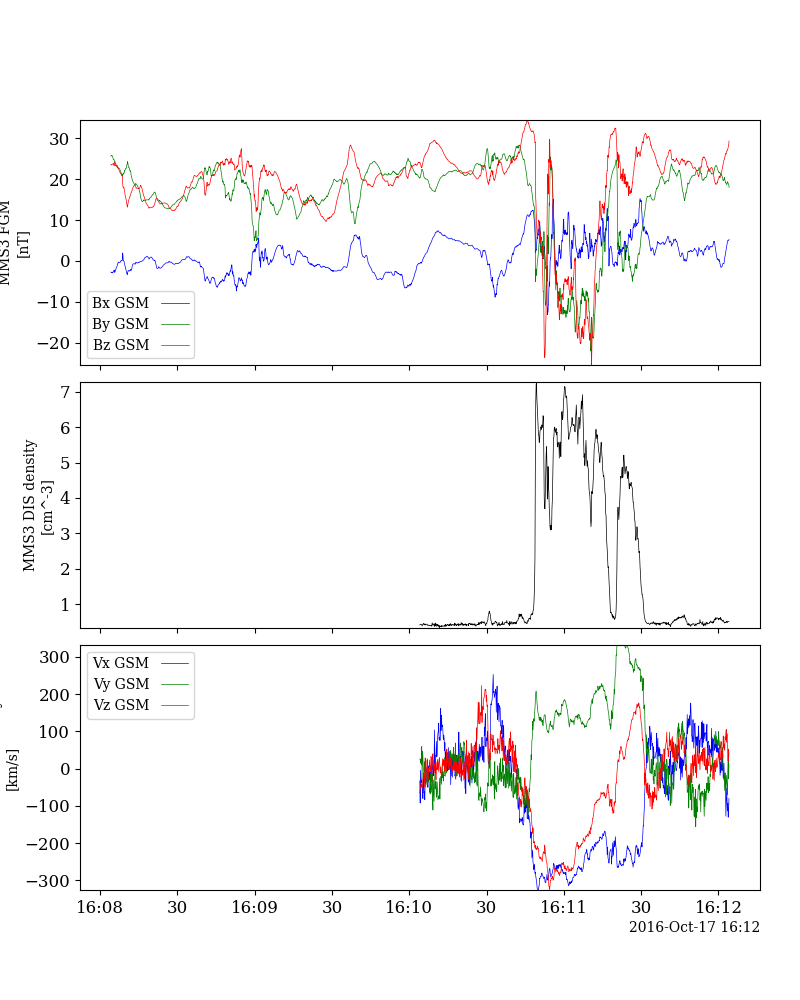 30
20
10
0
−10
−20
MMS3 FGM
[nT]
Bx GSM
By GSM
Bz GSM
7
6
5
4
3
2
1
MMS3 DIS density
[cm^-3]
300
200
100
0
−100
−200
−300
[km/s]
Vx GSM
Vy GSM
Vz GSM
16:08 30 16:09 30 16:10 30 16:11 30 16:12
2016-Oct-17 16:12